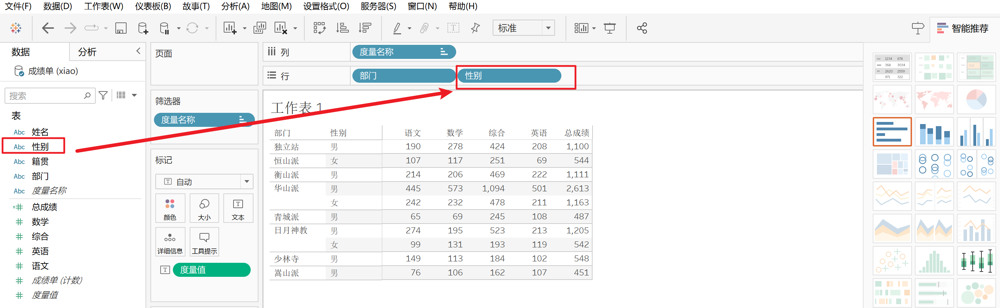 文件(F) 数据(D) 工作表(W) 仪表板(B) 故事(T) 分析(A) 地图(M) 设置格式(O) 服务器(S) 窗口(N) 帮助(H)
标准
智能推荐
数据 分析
成绩单 (xiao)
搜索
表
Abc 姓名
Abc 性别
Abc 籍贯
Abc 部门
Abc 度量名称
总成绩
数学
综合
英语
语文
成绩单 (计数)
度量值
页面
筛选器
度量名称
标记
自动
颜色 大小 文本
详细信息 工具提示
度量值
列 度量名称
行 部门 性别
工作表 1
部门 性别 语文 数学 综合 英语 总成绩
独立站 男 190 278 424 208 1,100
恒山派 女 107 117 251 69 544
衡山派 男 214 206 469 222 1,111
华山派 男 445 573 1,094 501 2,613
女 242 232 478 211 1,163
青城派 男 65 69 245 108 487
日月神教 男 274 195 523 213 1,205
女 99 131 193 119 542
少林寺 男 149 113 184 102 548
嵩山派 男 76 106 162 107 451
1234 678
368 3034
2620 2559
971 322